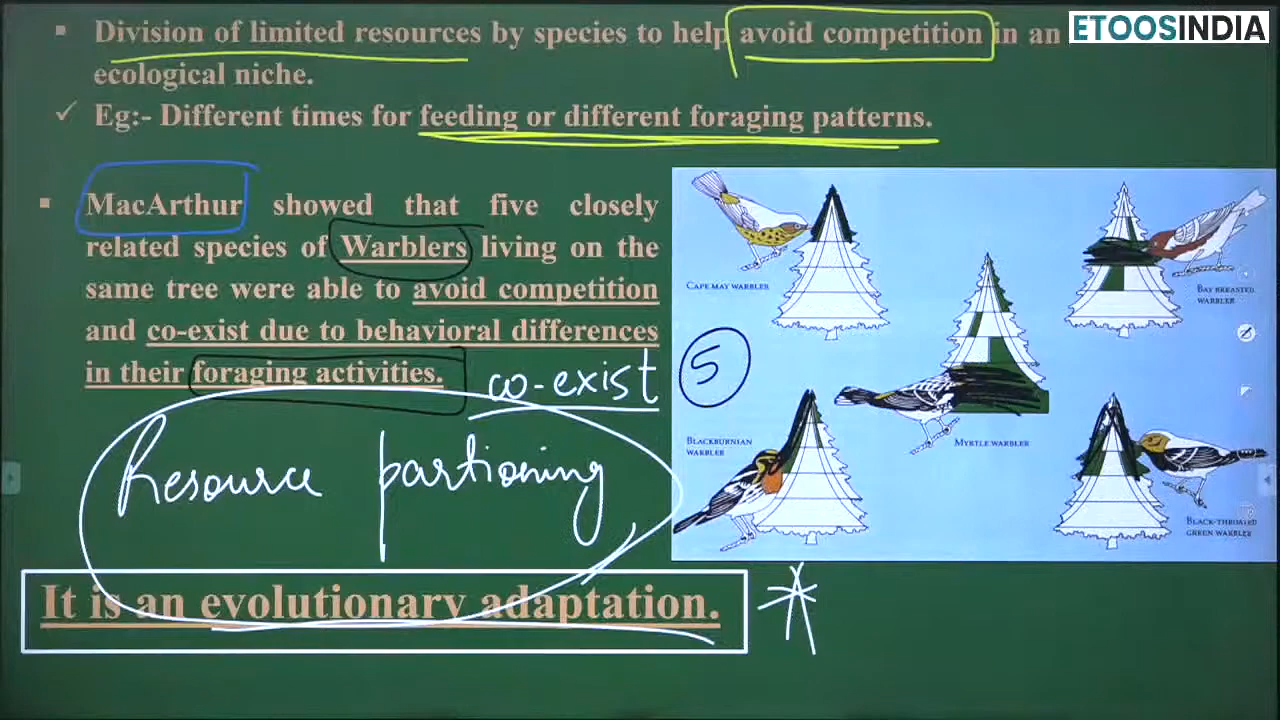 ETOOSINDIA
Division of limited resources by species to help avoid competition in an
ecological niche.
Eg:- Different times for feeding or different foraging patterns.
MacArthur showed that five closely
related species of Warblers living on the
same tree were able to avoid competition
and co-exist due to behavioral differences
in their foraging activities.
co-exist
Resource partioning
It is an evolutionary adaptation.
CAPE MAY WARBLER
BAY BREASTED
WARBLER
5
BLACKBURNIAN
WARBLER
MYRTLE WARBLER
BLACK-THROATED
GREEN WARBLER